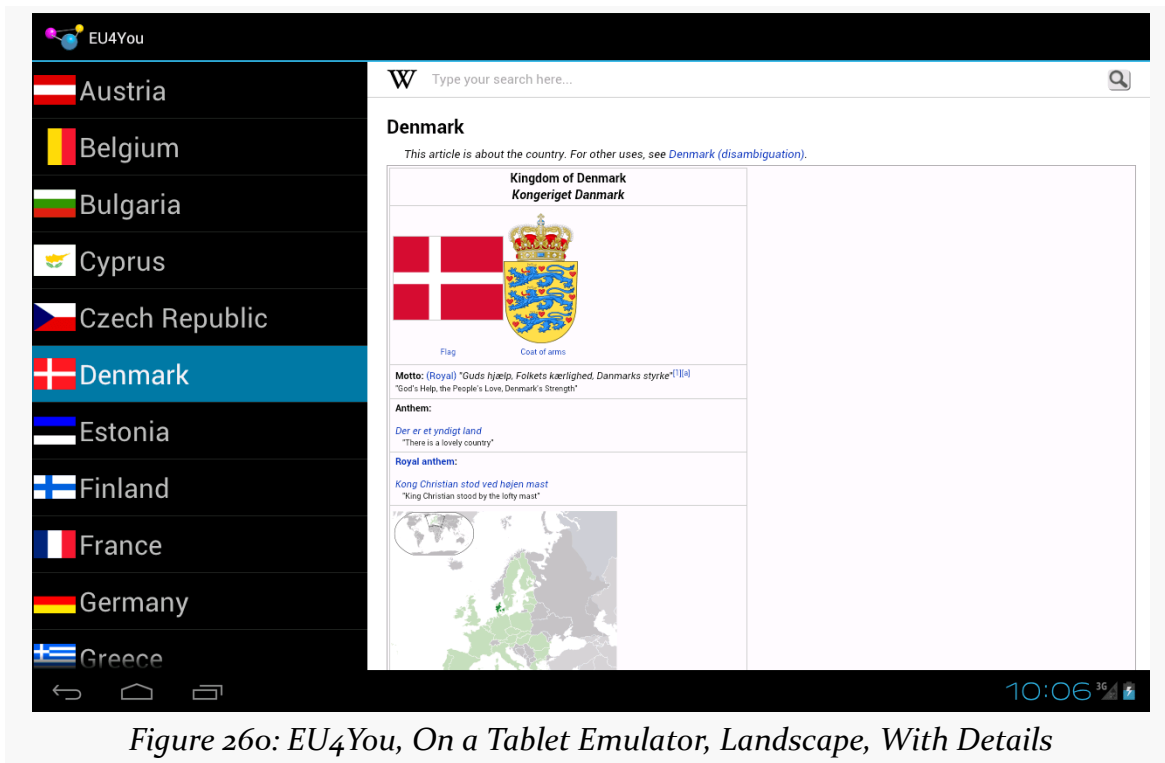 EU4You
Austria
Belgium
Bulgaria
Cyprus
Czech Republic
Denmark
Estonia
Finland
France
Germany
Greece
W Type your search here...
Denmark
This article is about the country. For other uses, see Denmark (disambiguation).
Kingdom of Denmark
Kongeriget Danmark
Flag Coat of arms
Motto: (Royal) "Guds hjælp, Folkets kærlighed, Danmarks styrke"[1][a]
"God's Help, the People's Love, Denmark's Strength"
Anthem:
Der er et yndigt land
"There is a lovely country"
Royal anthem:
Kong Christian stod ved højen mast
"King Christian stood by the lofty mast"
10:06 3G
Figure 260: EU4You, On a Tablet Emulator, Landscape, With Details